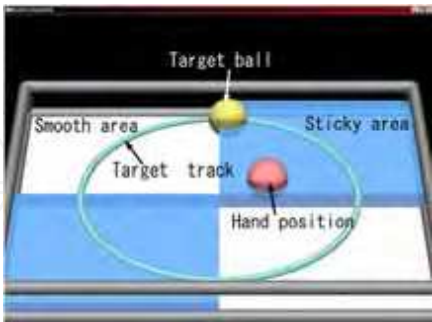 Target ball
Smooth area
Sticky area
Target track
Hand position